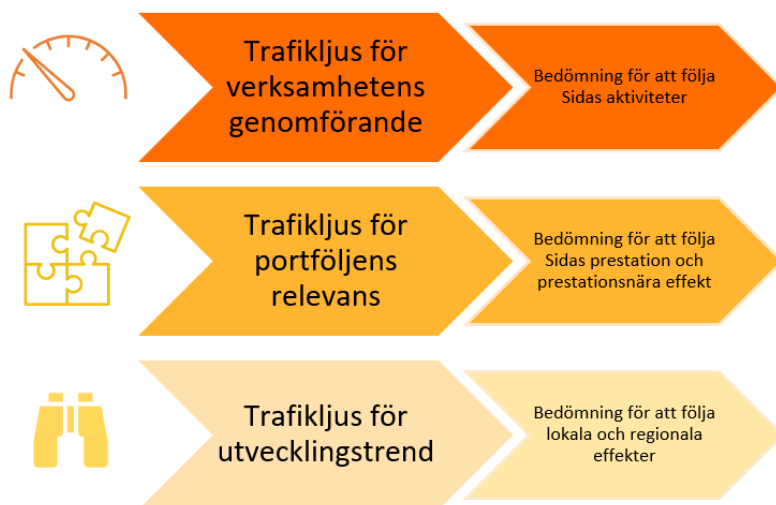 Trafikljus för
verksamhetens
genomförande
Bedömning för att följa
Sidas aktiviteter
Trafikljus för
portföljens
relevans
Bedömning för att följa
Sidas prestation och
prestationsnära effekt
Trafikljus för
utvecklingstrend
Bedömning för att följa
lokala och regionala
effekter